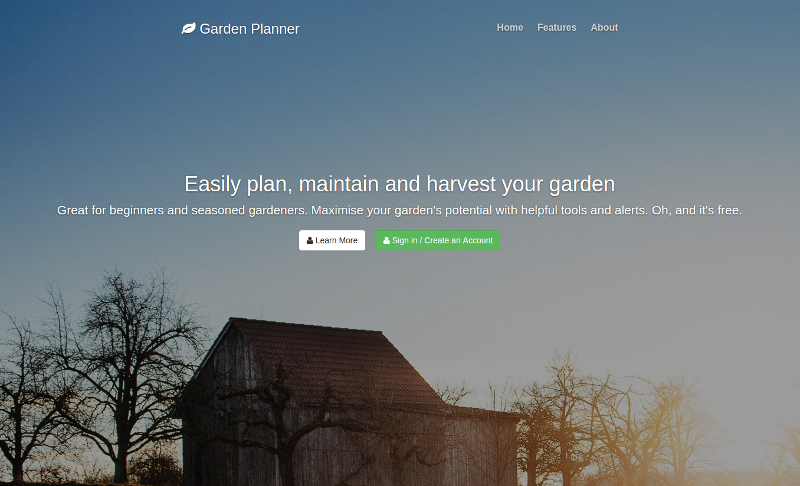 Garden Planner
Home Features About
Easily plan, maintain and harvest your garden
Great for beginners and seasoned gardeners. Maximise your garden's potential with helpful tools and alerts. Oh, and it's free.
Learn More
Sign in / Create an Account